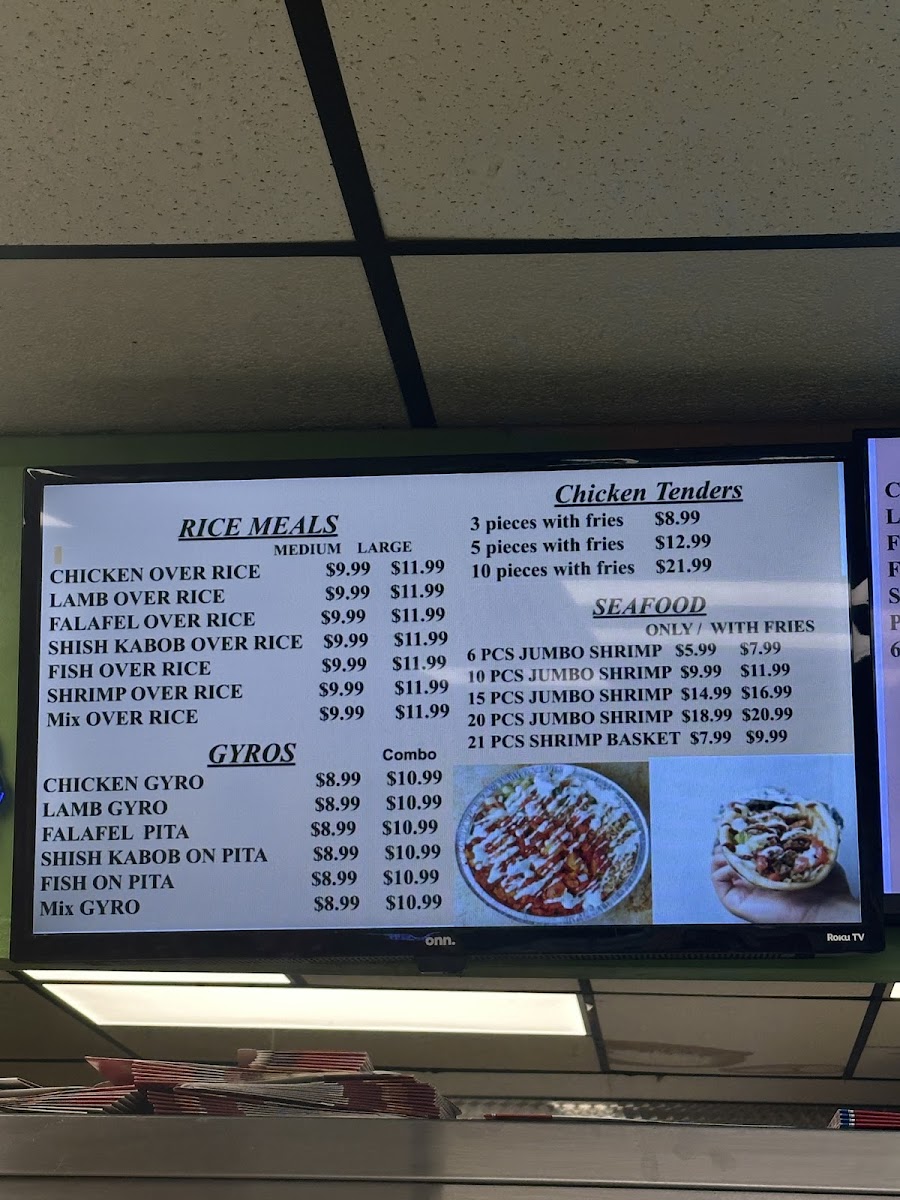 RICE MEALS
MEDIUM LARGE
CHICKEN OVER RICE $9.99 $11.99
LAMB OVER RICE $9.99 $11.99
FALAFEL OVER RICE $9.99 $11.99
SHISH KABOB OVER RICE $9.99 $11.99
FISH OVER RICE $9.99 $11.99
SHRIMP OVER RICE $9.99 $11.99
Mix OVER RICE $9.99 $11.99
GYROS Combo
CHICKEN GYRO $8.99 $10.99
LAMB GYRO $8.99 $10.99
FALAFEL PITA $8.99 $10.99
SHISH KABOB ON PITA $8.99 $10.99
FISH ON PITA $8.99 $10.99
Mix GYRO $8.99 $10.99
Chicken Tenders
3 pieces with fries $8.99
5 pieces with fries $12.99
10 pieces with fries $21.99
SEAFOOD
ONLY / WITH FRIES
6 PCS JUMBO SHRIMP $5.99 $7.99
10 PCS JUMBO SHRIMP $9.99 $11.99
15 PCS JUMBO SHRIMP $14.99 $16.99
20 PCS JUMBO SHRIMP $18.99 $20.99
21 PCS SHRIMP BASKET $7.99 $9.99
onn.
Roku TV
C
L
F
F
S
P
6